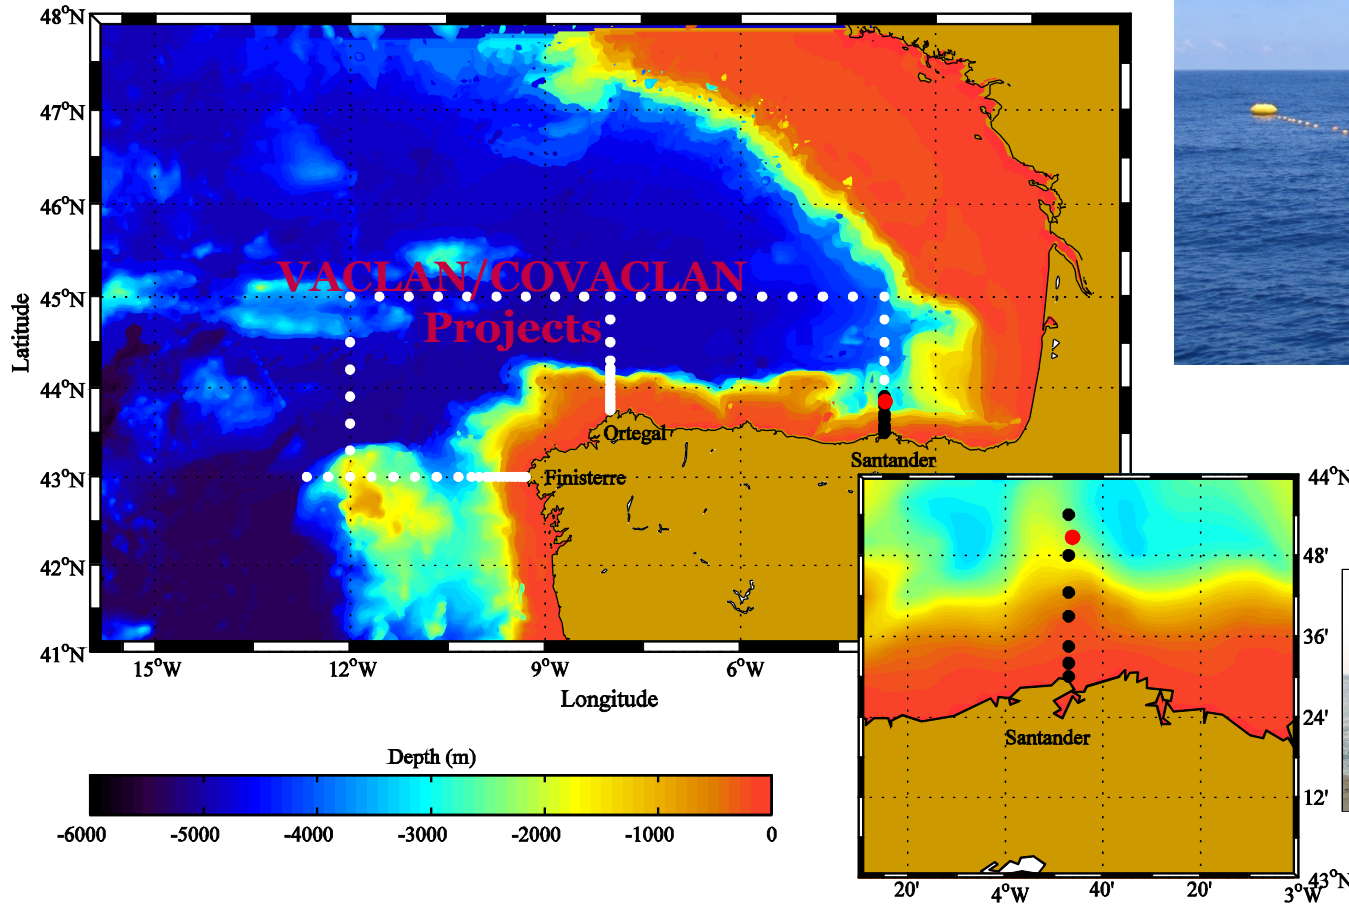 48°N
47°N
46°N
45°N
44°N
43°N
42°N
41°N
Latitude
VACLAN/COVACLAN
Projects
Ortegal
Finisterre
Santander
15°W
12°W
9°W
6°W
Longitude
Depth (m)
-6000
-5000
-4000
-3000
-2000
-1000
0
44°N
48'
36'
24'
12'
43°N
Santander
20'
4°W
40'
20'
3°W